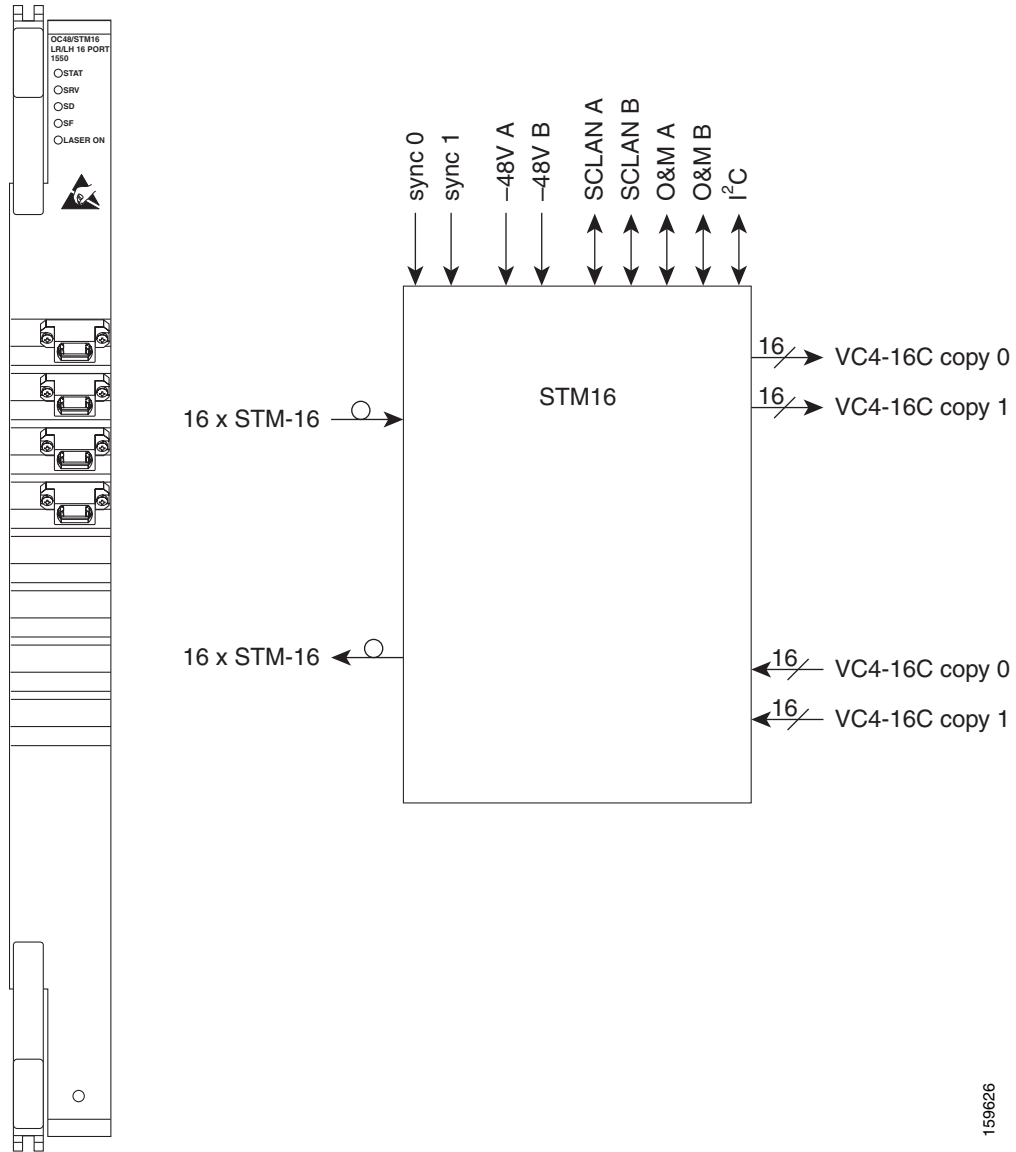 OC48/STM16
LR/LH 16 PORT
1550
STAT
SRV
SD
SF
LASER ON
sync 0
sync 1
–48V A
–48V B
SCLAN A
SCLAN B
O&M A
O&M B
I²C
16 x STM-16
STM16
16
VC4-16C copy 0
16
VC4-16C copy 1
16 x STM-16
16
VC4-16C copy 0
16
VC4-16C copy 1
159626